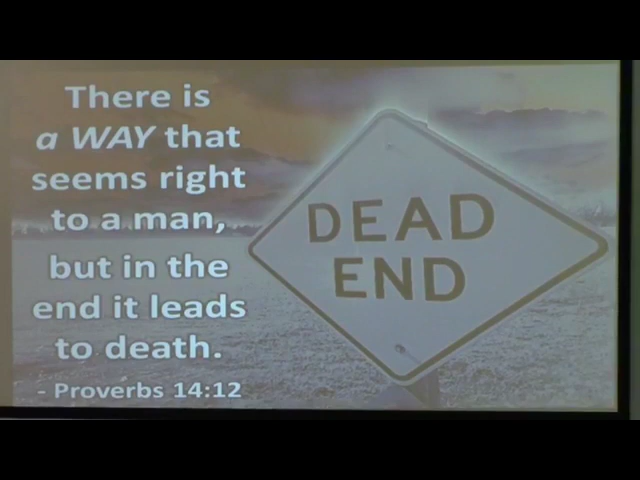 There is
a WAY that
seems right
to a man,
but in the
end it leads
to death.
- Proverbs 14:12
DEAD
END